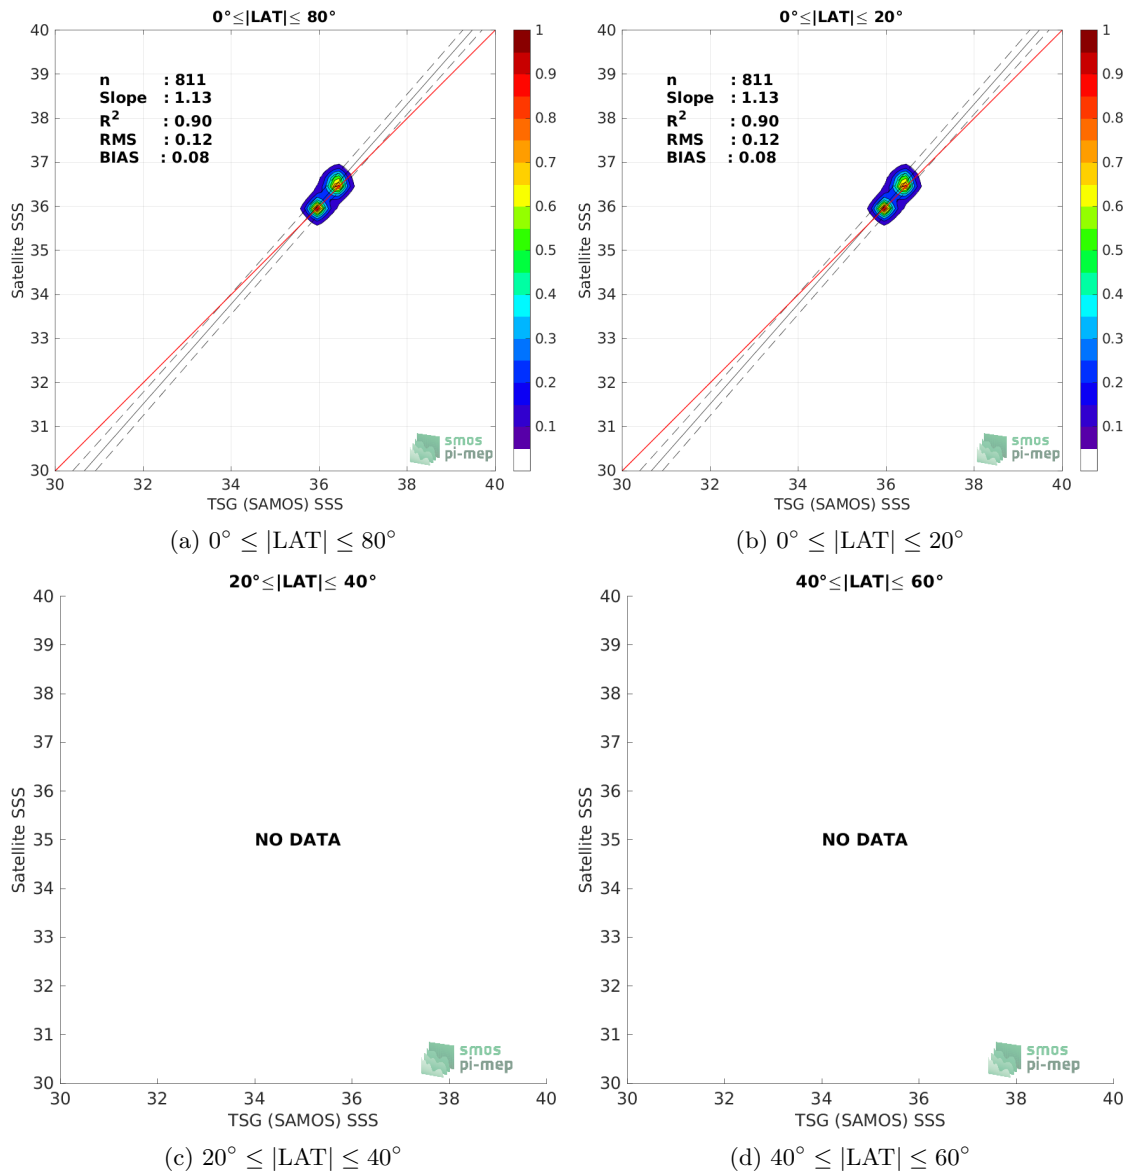 0°≤|LAT|≤ 80°
40
39
38
37
36
35
34
33
32
31
30
Satellite SSS
n : 811
Slope : 1.13
R2 : 0.90
RMS : 0.12
BIAS : 0.08
smos
pi-mep
30 32 34 36 38 40
TSG (SAMOS) SSS
1
0.9
0.8
0.7
0.6
0.5
0.4
0.3
0.2
0.1
(a) 0° ≤ |LAT| ≤ 80°
0°≤|LAT|≤ 20°
40
39
38
37
36
35
34
33
32
31
30
Satellite SSS
n : 811
Slope : 1.13
R2 : 0.90
RMS : 0.12
BIAS : 0.08
smos
pi-mep
30 32 34 36 38 40
TSG (SAMOS) SSS
1
0.9
0.8
0.7
0.6
0.5
0.4
0.3
0.2
0.1
(b) 0° ≤ |LAT| ≤ 20°
20°≤|LAT|≤ 40°
40
39
38
37
36
35
34
33
32
31
30
Satellite SSS
NO DATA
smos
pi-mep
30 32 34 36 38 40
TSG (SAMOS) SSS
(c) 20° ≤ |LAT| ≤ 40°
40°≤|LAT|≤ 60°
40
39
38
37
36
35
34
33
32
31
30
Satellite SSS
NO DATA
smos
pi-mep
30 32 34 36 38 40
TSG (SAMOS) SSS
(d) 40° ≤ |LAT| ≤ 60°